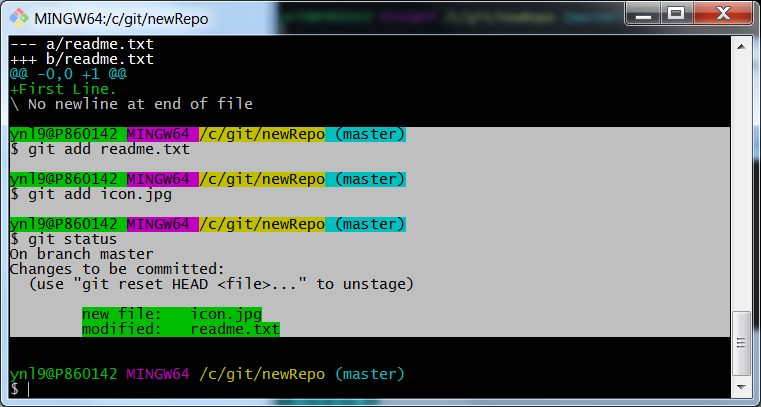 MINGW64:/c/git/newRepo
--- a/readme.txt
+++ b/readme.txt
@@ -0,0 +1 @@
+First Line.
\ No newline at end of file
ynl9@P860142 MINGW64 /c/git/newRepo (master)
$ git add readme.txt
ynl9@P860142 MINGW64 /c/git/newRepo (master)
$ git add icon.jpg
ynl9@P860142 MINGW64 /c/git/newRepo (master)
$ git status
On branch master
Changes to be committed:
(use "git reset HEAD <file>..." to unstage)
new file:   icon.jpg
modified:   readme.txt
ynl9@P860142 MINGW64 /c/git/newRepo (master)
$